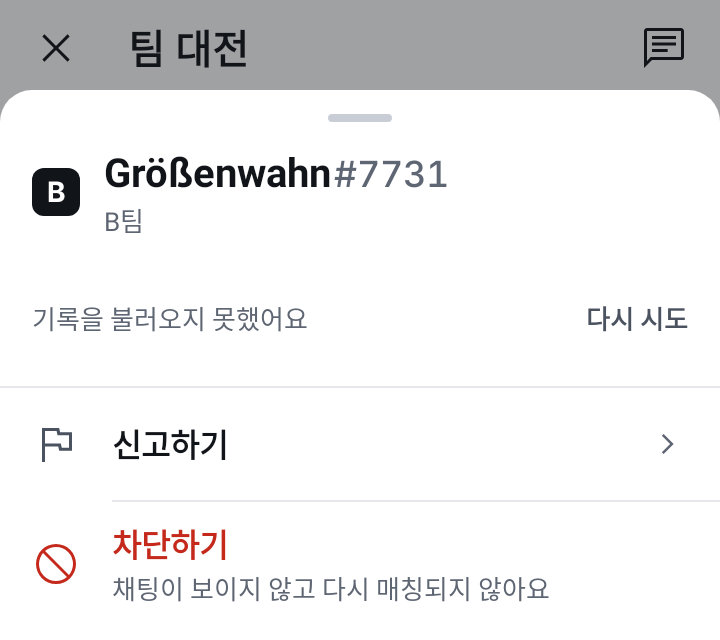 팀 대전
B
Größenwahn#7731
B팀
기록을 불러오지 못했어요 다시 시도
신고하기
차단하기
채팅이 보이지 않고 다시 매칭되지 않아요